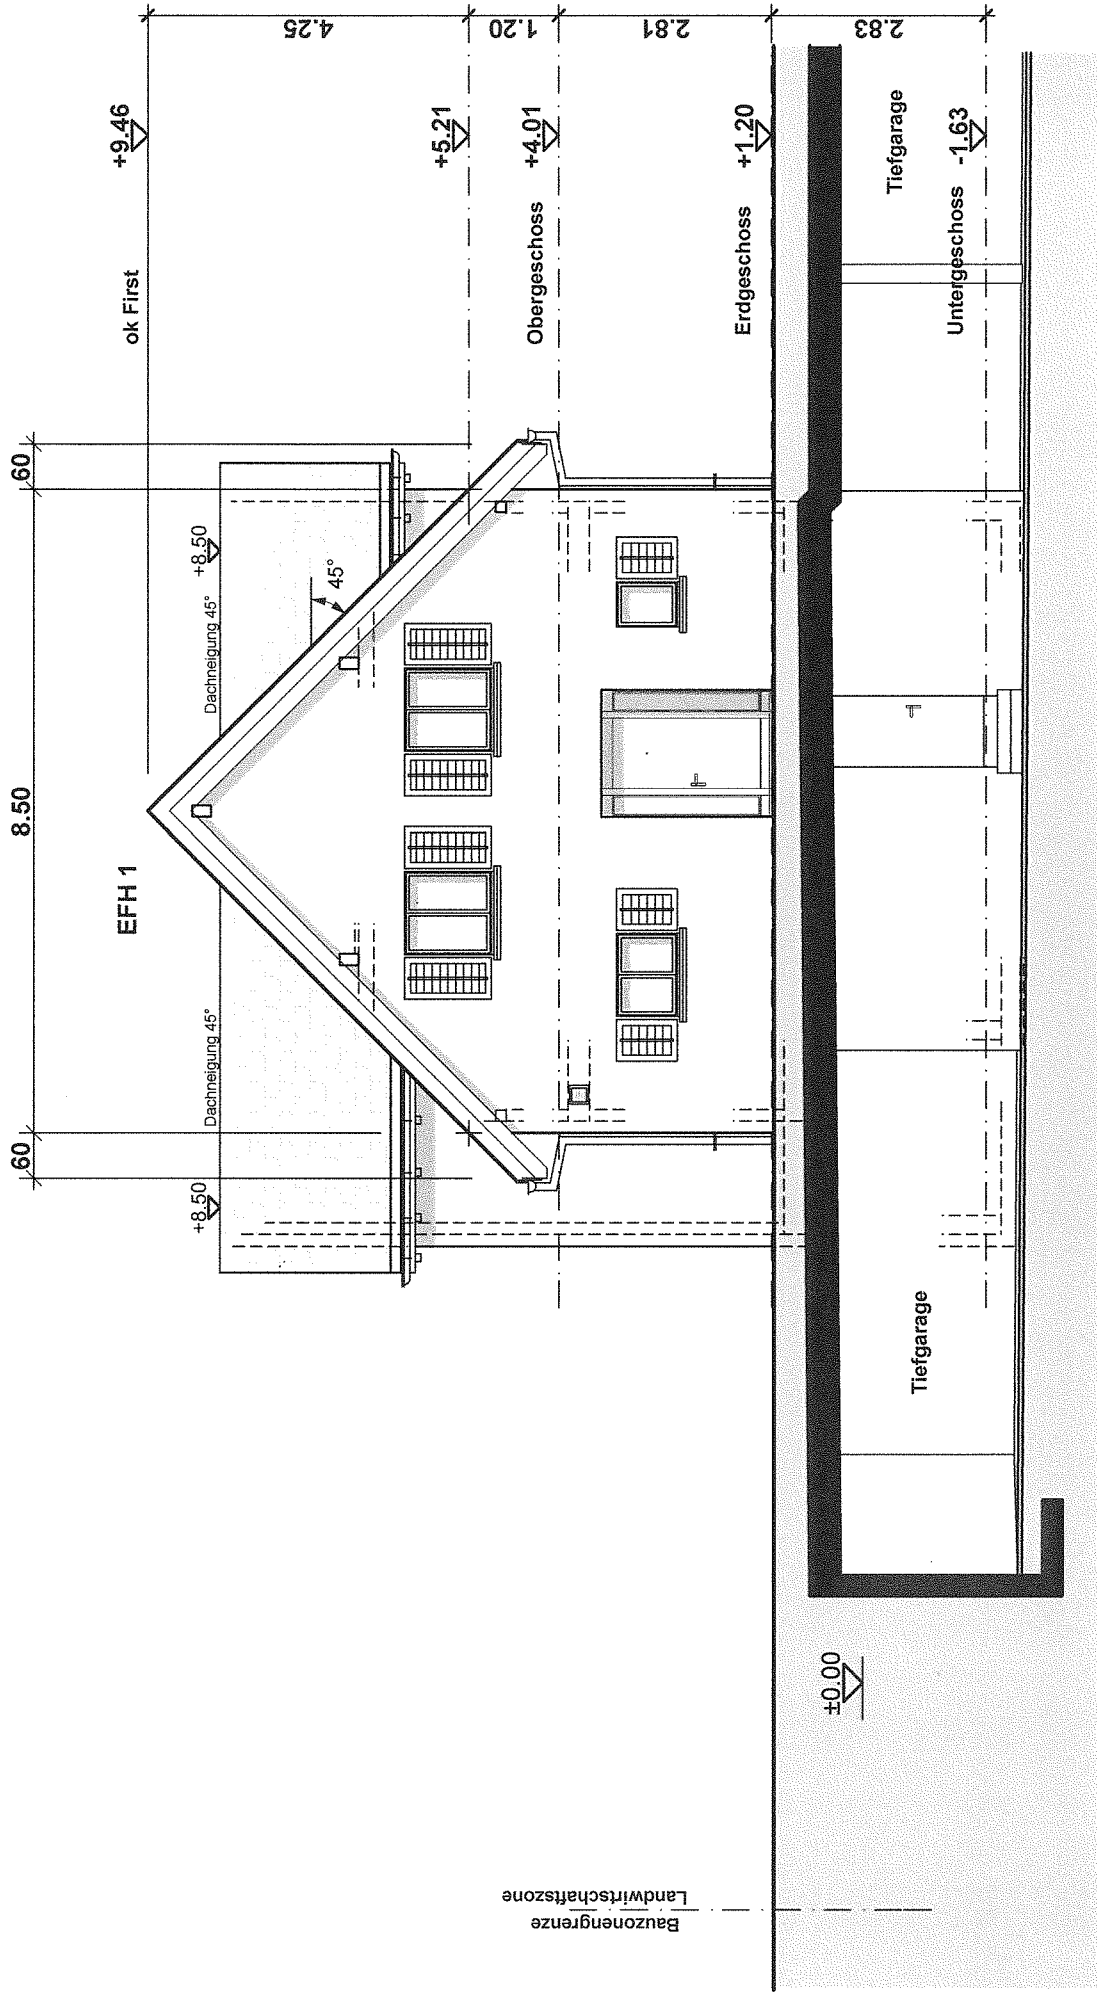 60
8.50
60
EFH 1
ok First
+9.46
4.25
Dachneigung 45°
+8.50
Dachneigung 45°
+8.50
45°
+5.21
1.20
Obergeschoss
+4.01
2.81
Erdgeschoss
+1.20
2.83
Tiefgarage
Untergeschoss
-1.63
Tiefgarage
±0.00
Bauzonengrenze
Landwirtschaftszone